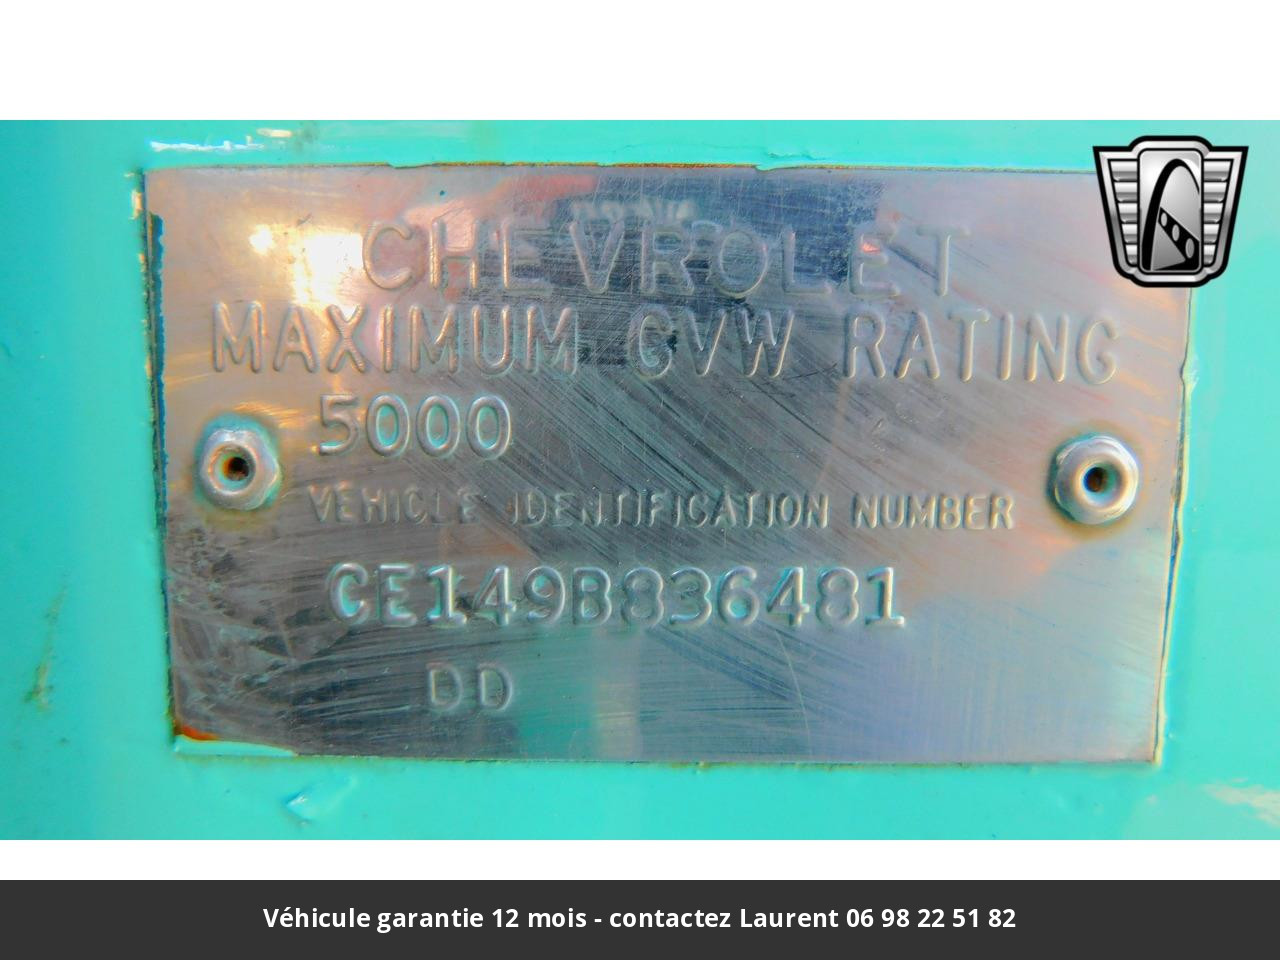 CHEVROLET
MAXIMUM GVW RATING
5000
VEHICLE IDENTIFICATION NUMBER
CE149B836481
DD
Véhicule garantie 12 mois - contactez Laurent 06 98 22 51 82